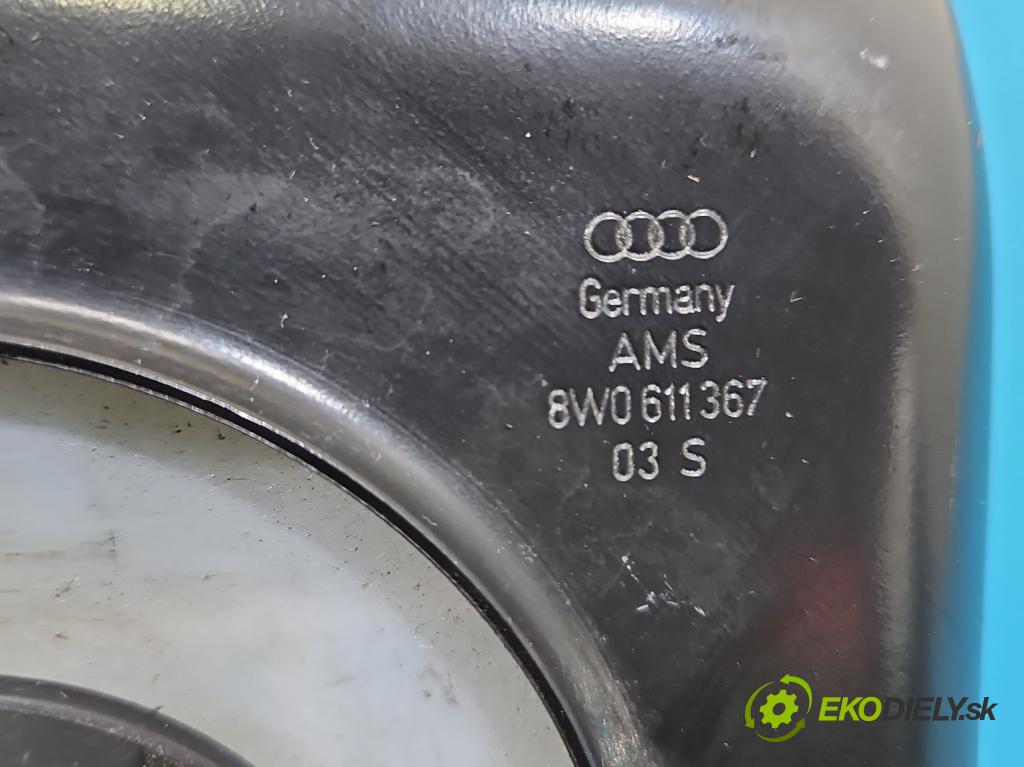 Germany
AMS
8W0 611 367
03 S
EKODIELY.sk